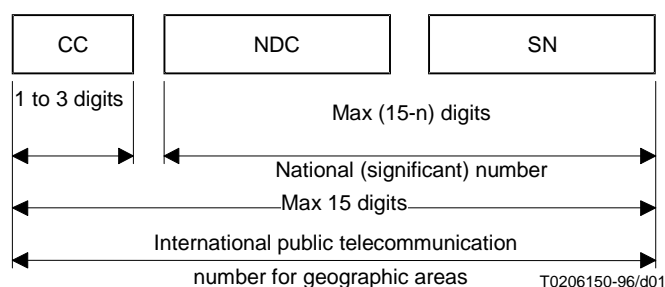 CC NDC SN
1 to 3 digits
Max (15-n) digits
National (significant) number
Max 15 digits
International public telecommunication
number for geographic areas
T0206150-96/d01